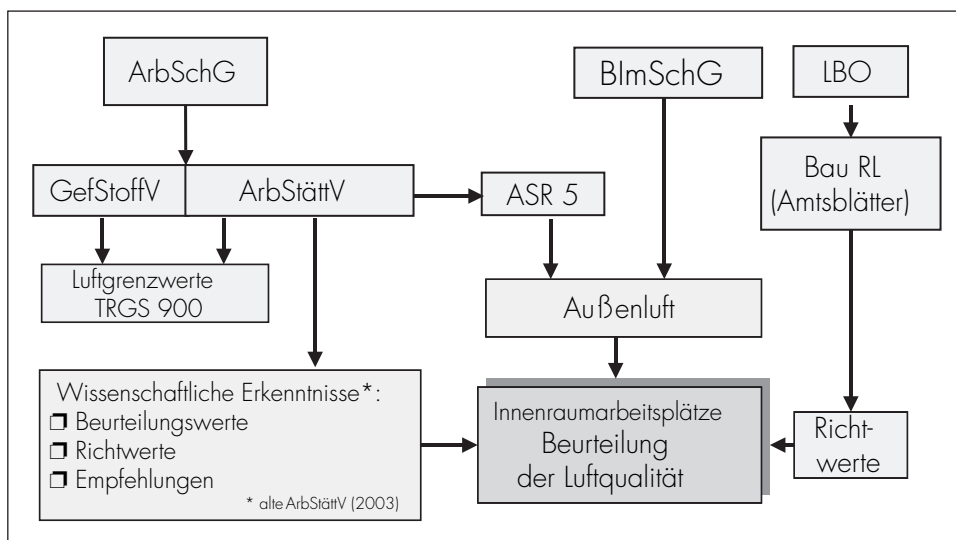 ArbSchG
BImSchG
LBO
GefStoffV
ArbStättV
ASR 5
Bau RL
(Amtsblätter)
Luftgrenzwerte
TRGS 900
Außenluft
Wissenschaftliche Erkenntnisse*:
❐ Beurteilungswerte
❐ Richtwerte
❐ Empfehlungen
* alte ArbStättV (2003)
Innenraumarbeitsplätze
Beurteilung
der Luftqualität
Richt-
werte